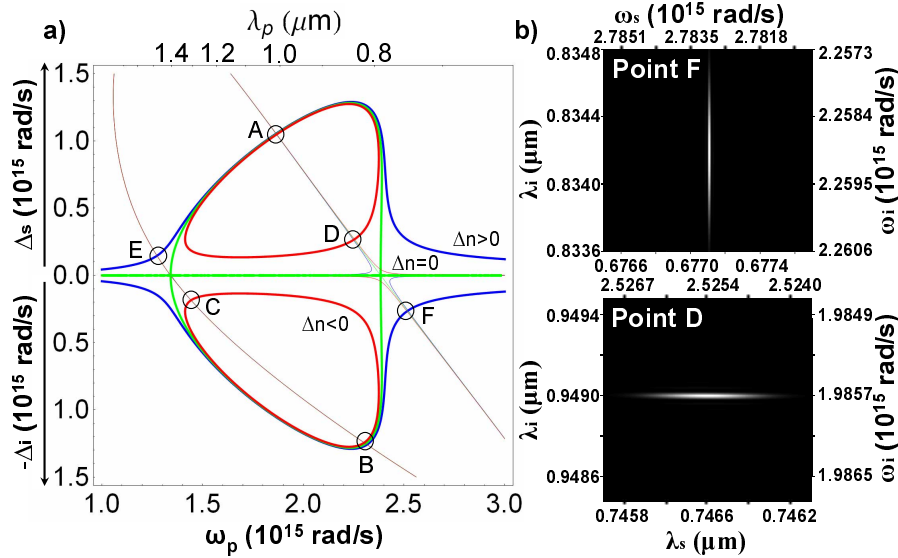 a)
λp (μm)
1.4 1.2 1.0 0.8
1.5
1.0
0.5
0.0
0.5
1.0
1.5
Δs (10¹⁵ rad/s)
-Δi (10¹⁵ rad/s)
A
E
D
Δn>0
Δn=0
C
Δn<0
F
B
1.0 1.5 2.0 2.5 3.0
ωp (10¹⁵ rad/s)
b)
ωs (10¹⁵ rad/s)
2.7851 2.7835 2.7818
Point F
0.8348
0.8344
0.8340
0.8336
λi (μm)
2.2573
2.2584
2.2595
2.2606
ωi (10¹⁵ rad/s)
0.6766 0.6770 0.6774
2.5267 2.5254 2.5240
Point D
0.9494
0.9490
0.9486
λi (μm)
1.9849
1.9857
1.9865
ωi (10¹⁵ rad/s)
0.7458 0.7466 0.7462
λs (μm)